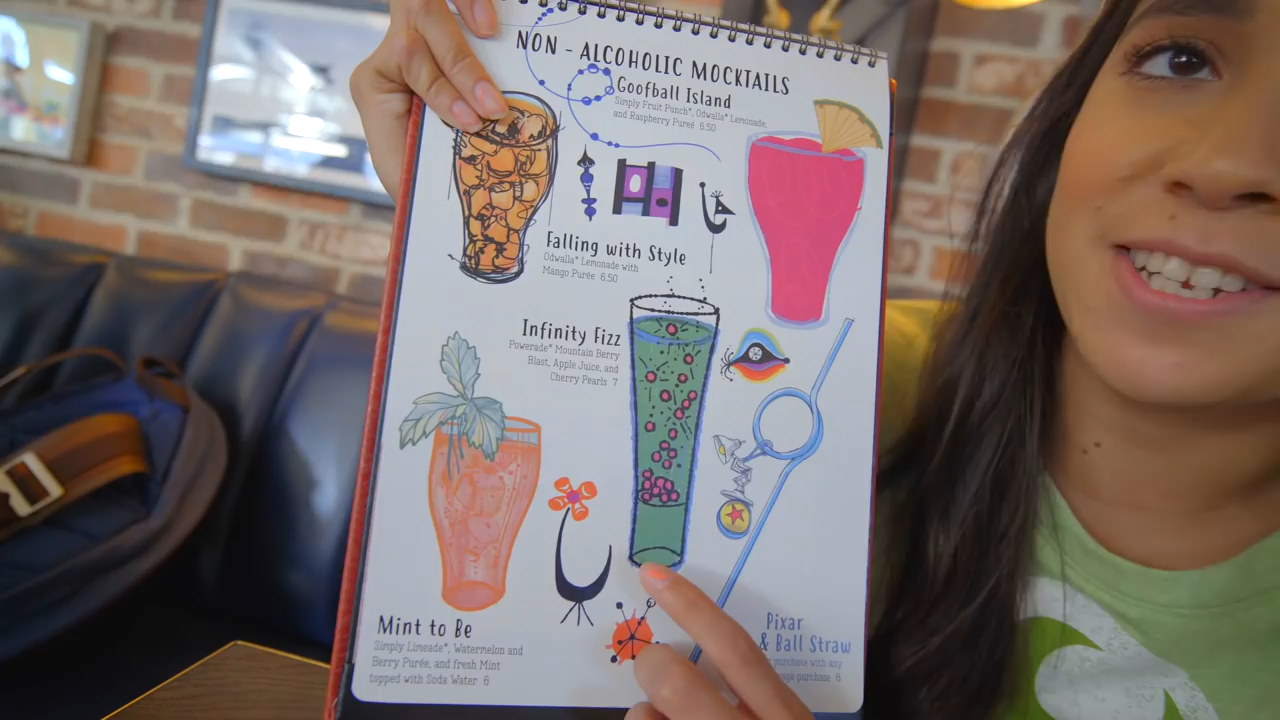 NON - ALCOHOLIC MOCKTAILS
Goofball Island
Simply Fruit Punch®, Odwalla® Lemonade,
and Raspberry Pureé 6.50
Falling with Style
Odwalla® Lemonade with
Mango Purée 6.50
Infinity Fizz
Powerade® Mountain Berry
Blast, Apple Juice, and
Cherry Pearls 7
Mint to Be
Simply Limeade®, Watermelon and
Berry Purée, and fresh Mint
topped with Soda Water 6
Pixar
& Ball Straw
purchase with any
purchase 6